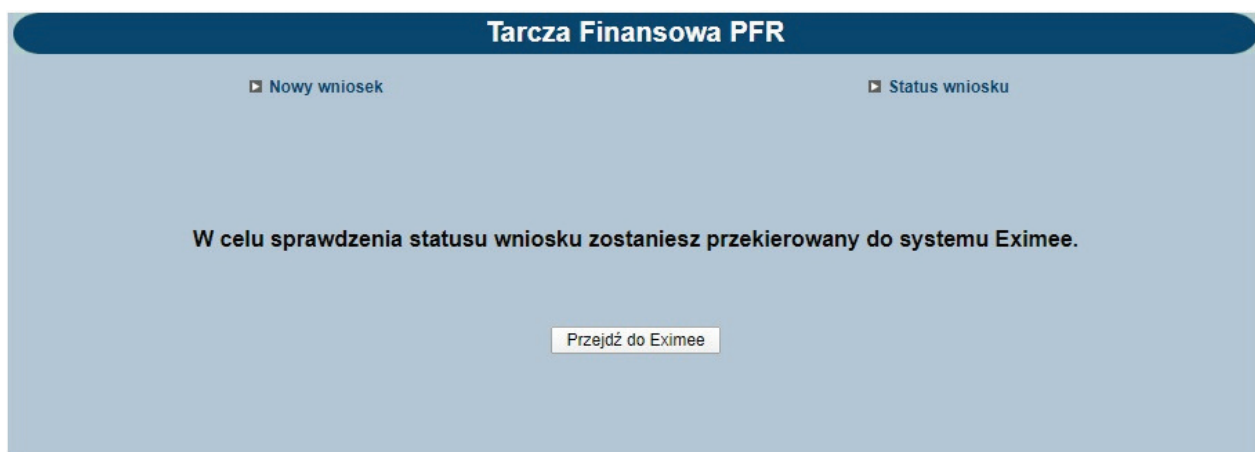 Tarcza Finansowa PFR
Nowy wniosek
Status wniosku
W celu sprawdzenia statusu wniosku zostaniesz przekierowany do systemu Eximee.
Przejdź do Eximee